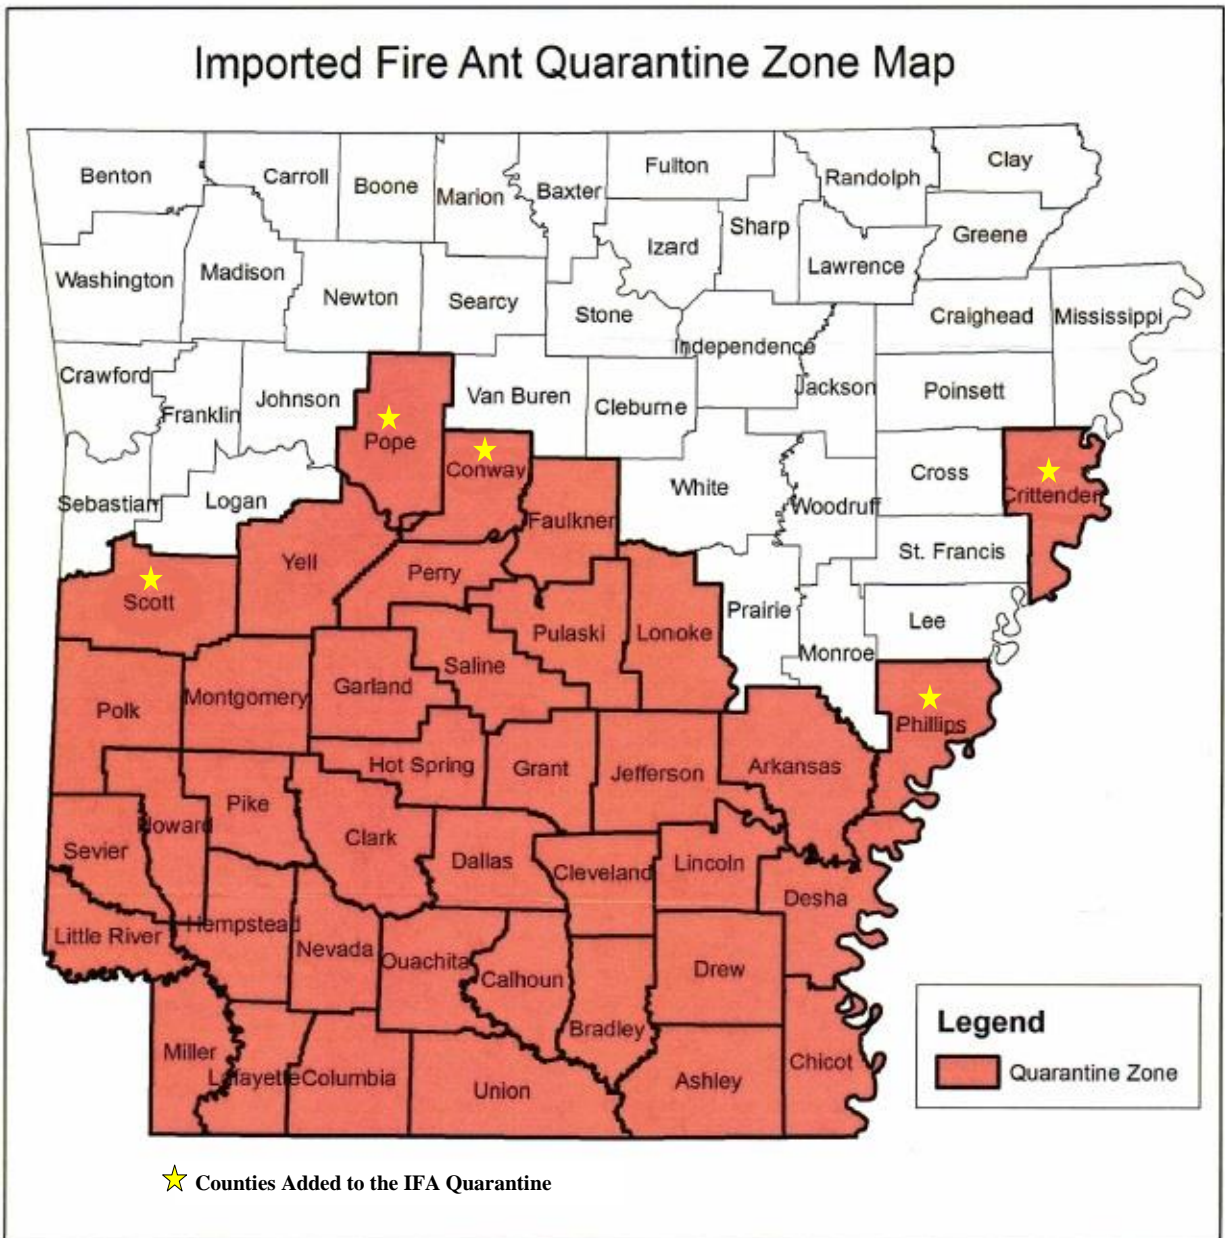 Imported Fire Ant Quarantine Zone Map
Benton
Carroll
Boone
Marion
Baxter
Fulton
Randolph
Clay
Washington
Madison
Newton
Searcy
Stone
Izard
Sharp
Lawrence
Greene
Craighead
Mississippi
Independence
Crawford
Franklin
Johnson
Pope
Van Buren
Cleburne
Jackson
Poinsett
Conway
Sebastian
Logan
White
Woodruff
Cross
Crittenden
Faulkner
Yell
Perry
St. Francis
Scott
Pulaski
Lonoke
Prairie
Lee
Monroe
Polk
Montgomery
Garland
Saline
Phillips
Hot Spring
Grant
Jefferson
Arkansas
Howard
Pike
Clark
Sevier
Dallas
Cleveland
Lincoln
Desha
Little River
Hempstead
Nevada
Ouachita
Calhoun
Drew
Bradley
Miller
Lafayette
Columbia
Union
Ashley
Chicot
Legend
Quarantine Zone
Counties Added to the IFA Quarantine